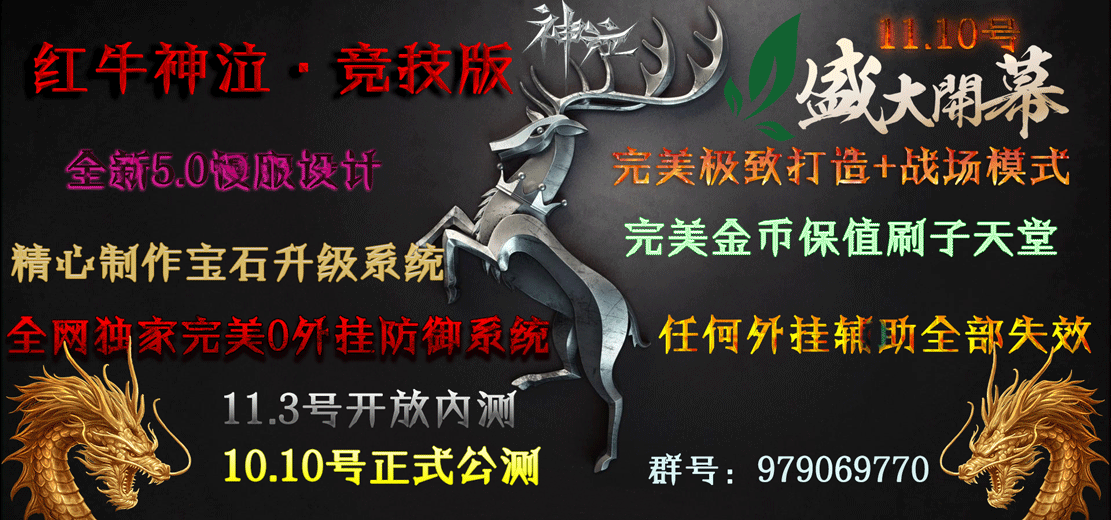 神泣
11.10号
盛大開幕
红牛神泣·竞技版
全新5.0慢服设计
完美极致打造+战场模式
完美金币保值刷子天堂
精心制作宝石升级系统
全网独家完美0外挂防御系统
任何外挂辅助全部失效
11.3号开放内测
10.10号正式公测
群号：979069770